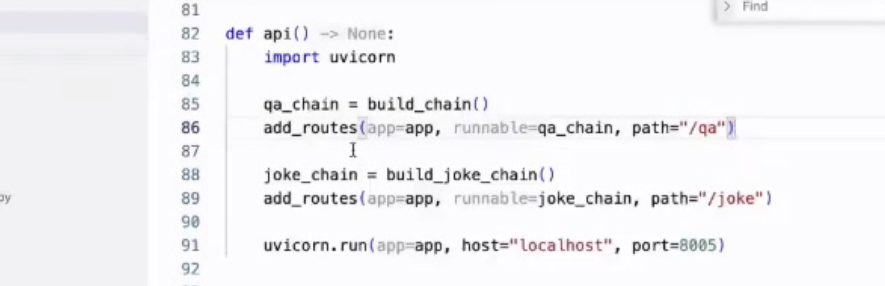 81
Find
82 def api() -> None:
83 import uvicorn
84
85 qa_chain = build_chain()
86 add_routes(app=app, runnable=qa_chain, path="/qa")
87
88 joke_chain = build_joke_chain()
py
89 add_routes(app=app, runnable=joke_chain, path="/joke")
90
91 uvicorn.run(app=app, host="localhost", port=8005)
92